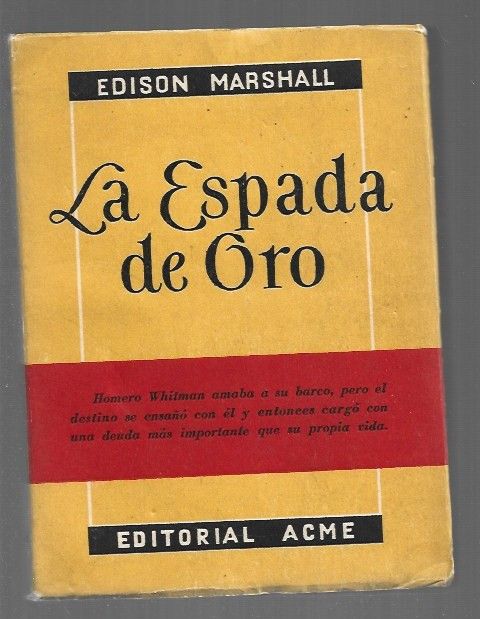 EDISON MARSHALL
La Espada
de Oro
Homero Whitman amaba a su barco, pero el
destino se ensañó con él y entonces cargó con
una deuda más importante que su propia vida.
EDITORIAL ACME